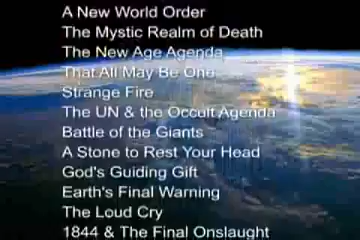 A New World Order
The Mystic Realm of Death
The New Age Agenda
That All May Be One
Strange Fire
The UN & the Occult Agenda
Battle of the Giants
A Stone to Rest Your Head
God's Guiding Gift
Earth's Final Warning
The Loud Cry
1844 & The Final Onslaught